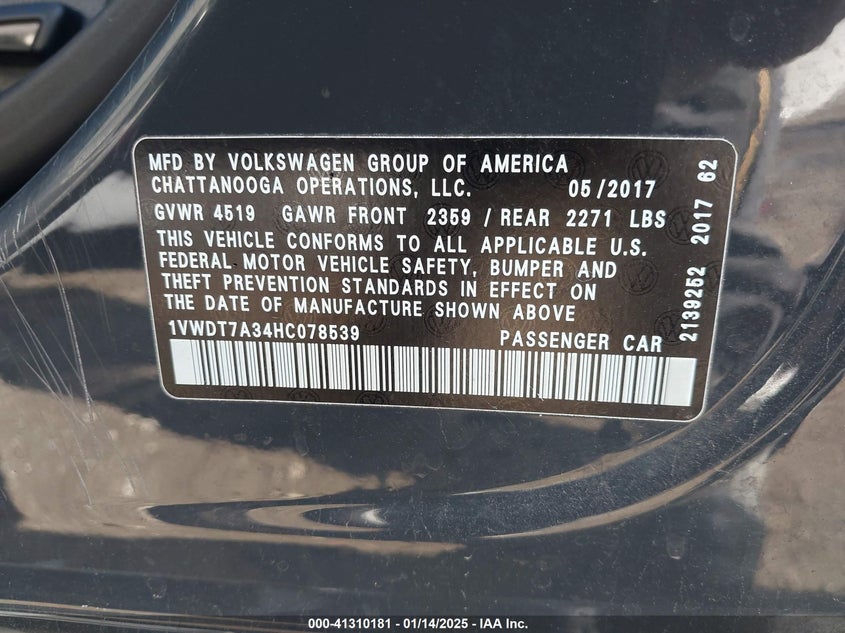 MFD BY VOLKSWAGEN GROUP OF AMERICA
CHATTANOOGA OPERATIONS, LLC. 05/2017
GVWR 4519 GAWR FRONT 2359 / REAR 2271 LBS
THIS VEHICLE CONFORMS TO ALL APPLICABLE U.S.
FEDERAL MOTOR VEHICLE SAFETY, BUMPER AND
THEFT PREVENTION STANDARDS IN EFFECT ON
THE DATE OF MANUFACTURE SHOWN ABOVE
1VWDT7A34HC078539 PASSENGER CAR
2139252 2017 62
000-41310181 - 01/14/2025 - IAA Inc.